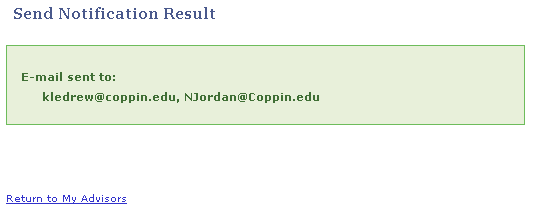 Send Notification Result
E-mail sent to:
kledrew@coppin.edu, NJordan@Coppin.edu
Return to My Advisors